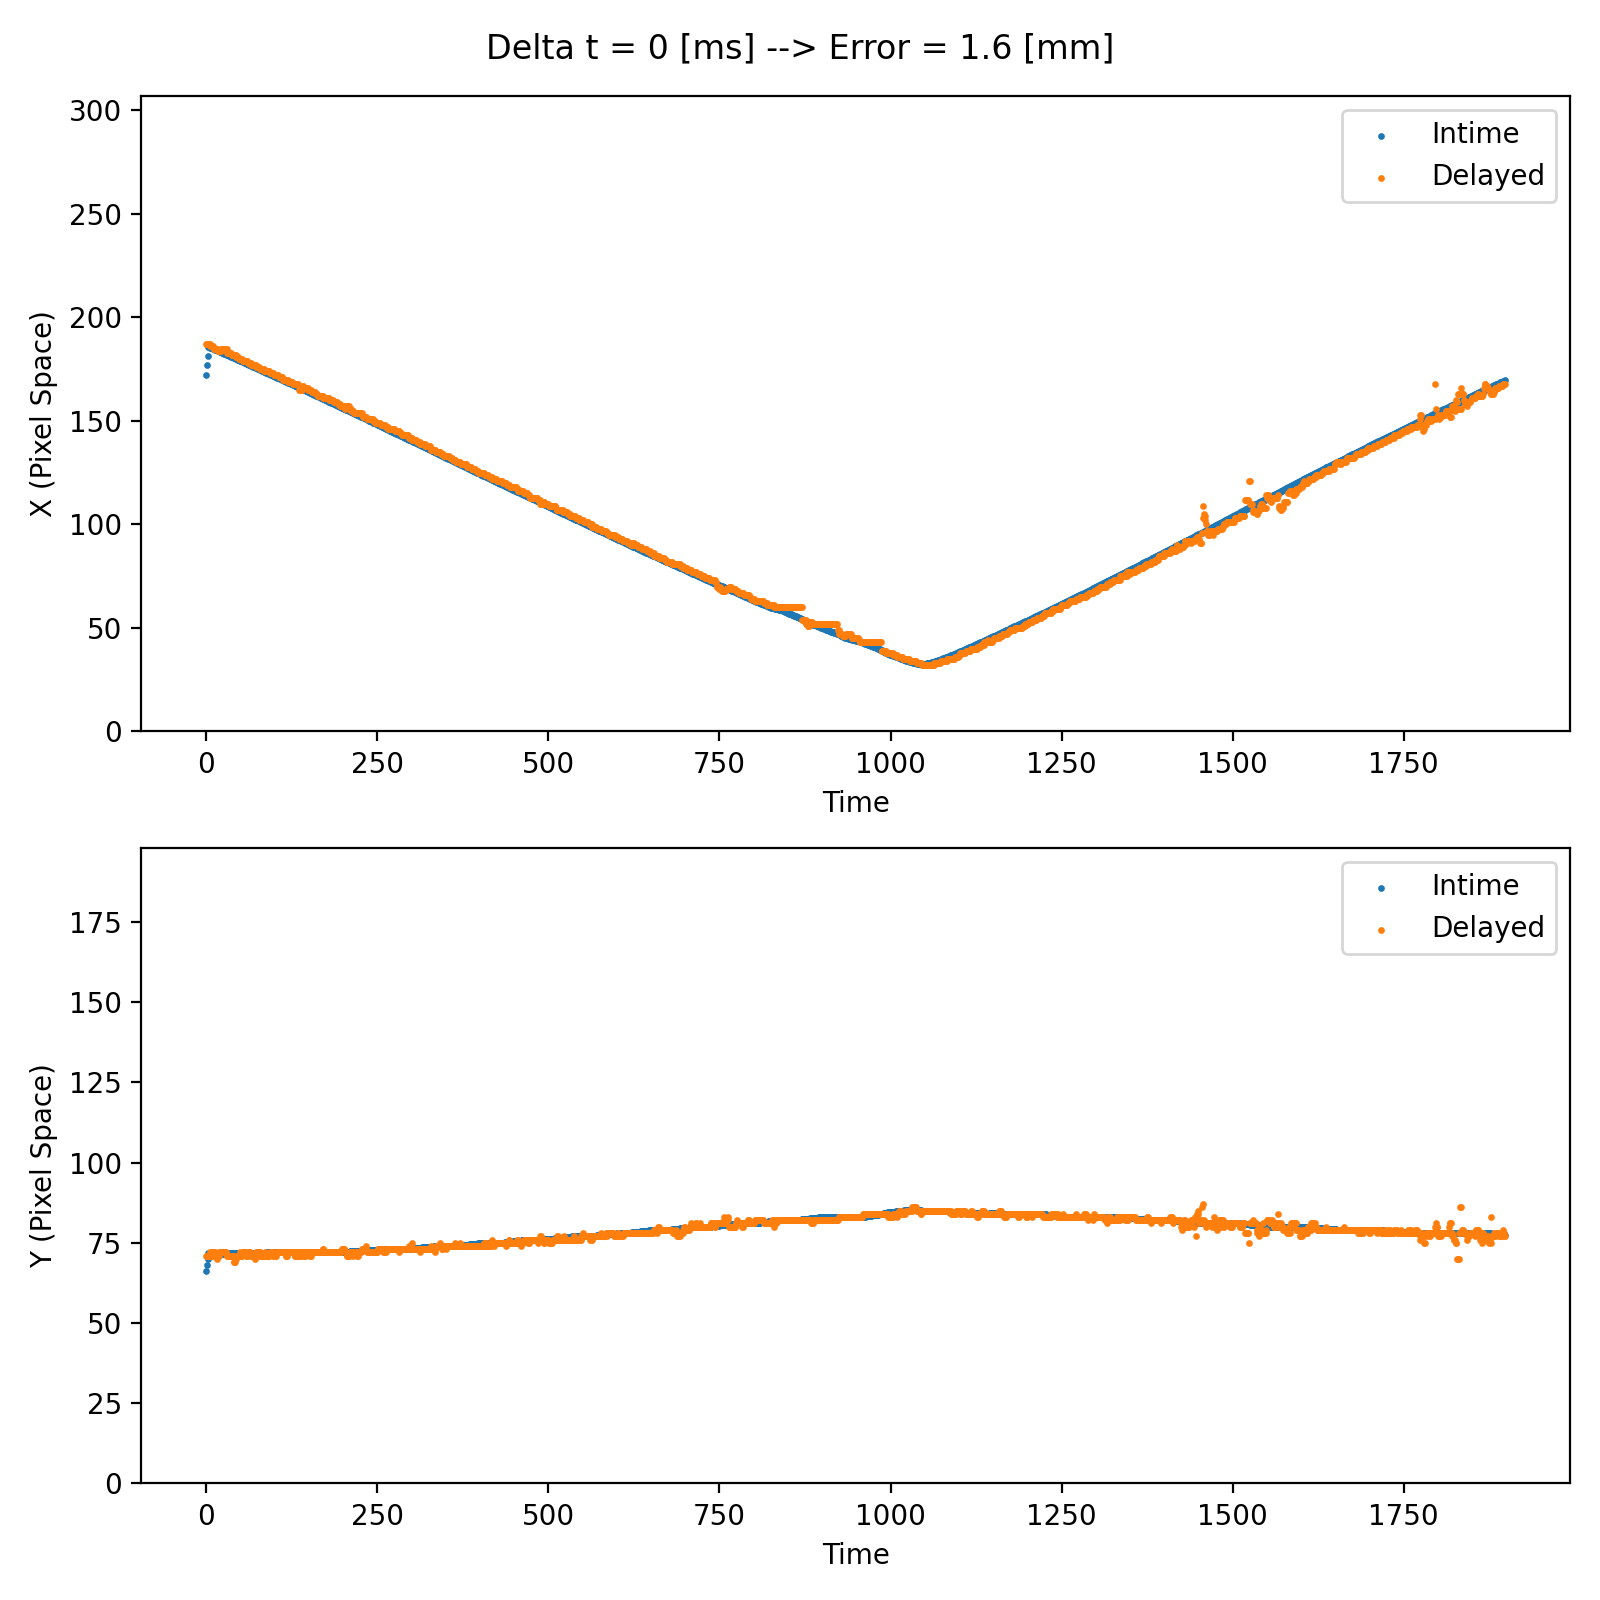 Delta t = 0 [ms] --> Error = 1.6 [mm]
300
250
200
150
100
50
0
X (Pixel Space)
Intime
Delayed
0 250 500 750 1000 1250 1500 1750
Time
175
150
125
100
75
50
25
0
Y (Pixel Space)
Intime
Delayed
0 250 500 750 1000 1250 1500 1750
Time